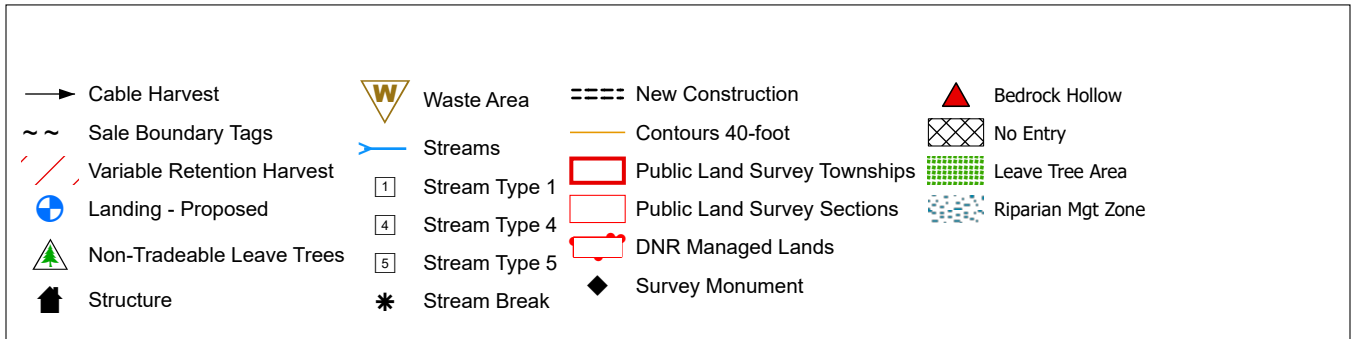 Cable Harvest
Sale Boundary Tags
Variable Retention Harvest
Landing - Proposed
Non-Tradeable Leave Trees
Structure
W Waste Area
Streams
1 Stream Type 1
4 Stream Type 4
5 Stream Type 5
Stream Break
New Construction
Contours 40-foot
Public Land Survey Townships
Public Land Survey Sections
DNR Managed Lands
Survey Monument
Bedrock Hollow
No Entry
Leave Tree Area
Riparian Mgt Zone